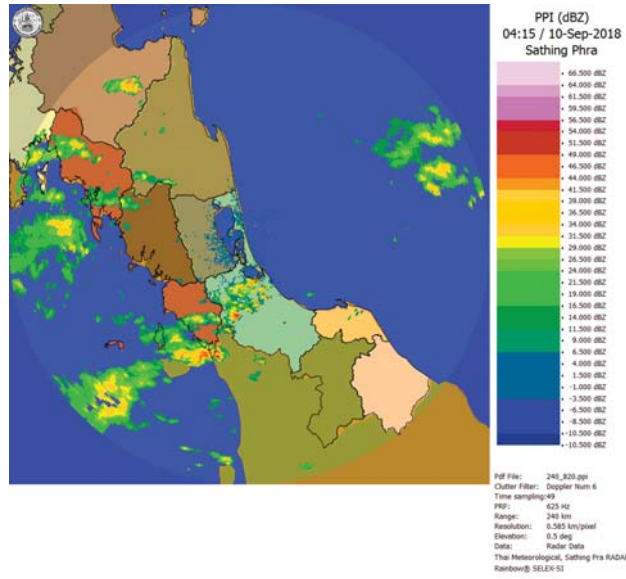 PPI (dBZ)
04:15 / 10-Sep-2018
Sathing Phra
66.500 dBZ
64.000 dBZ
61.500 dBZ
59.500 dBZ
56.500 dBZ
54.000 dBZ
51.500 dBZ
49.000 dBZ
46.500 dBZ
44.000 dBZ
41.500 dBZ
39.000 dBZ
36.500 dBZ
34.000 dBZ
31.500 dBZ
29.000 dBZ
26.500 dBZ
24.000 dBZ
21.500 dBZ
19.000 dBZ
16.500 dBZ
14.000 dBZ
11.500 dBZ
9.000 dBZ
6.500 dBZ
4.000 dBZ
1.500 dBZ
-1.000 dBZ
-3.500 dBZ
-6.500 dBZ
-8.500 dBZ
-10.500 dBZ
-10.500 dBZ
Pdf File: 240_820.ppi
Clutter Filter: Doppler Num 6
Time sampling:49
PRF: 625 Hz
Range: 240 km
Resolution: 0.585 km/pixel
Elevation: 0.5 deg
Data: Radar Data
Thai Meteorological, Sathing Pra RADAR
Rainbow® SELEX-SI